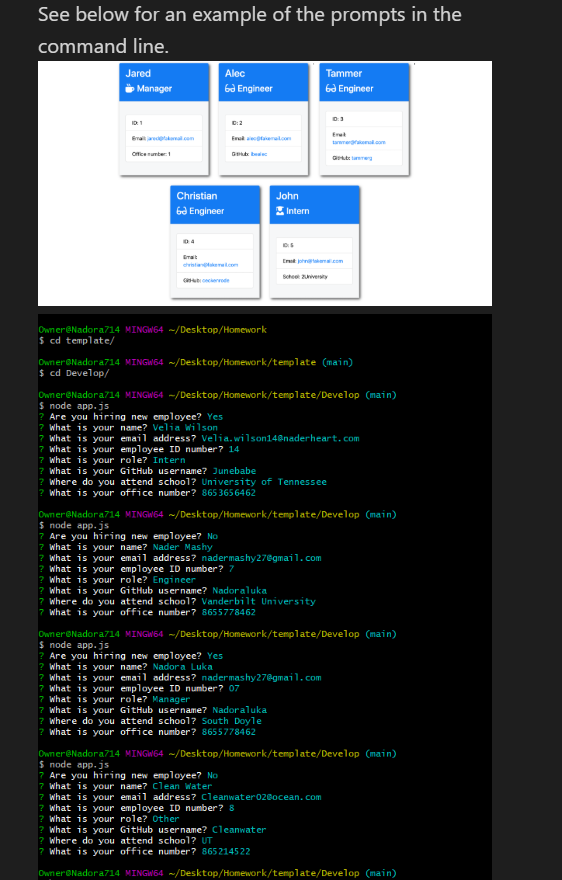 See below for an example of the prompts in the
command line.
Jared
Manager
ID: 1
Email: jared@fakemail.com
Office number: 1
Alec
Engineer
ID: 2
Email: alec@fakemail.com
GitHub: ibealec
Tammer
Engineer
ID: 3
Email:
tammer@fakemail.com
GitHub: tammerg
Christian
Engineer
ID: 4
Email:
christian@fakemail.com
GitHub: ceceenrode
John
Intern
ID: 5
Email: john@fakemail.com
School: 2University
Owner@Nadora714 MINGW64 ~/Desktop/Homework
$ cd template/
Owner@Nadora714 MINGW64 ~/Desktop/Homework/template (main)
$ cd Develop/
Owner@Nadora714 MINGW64 ~/Desktop/Homework/template/Develop (main)
$ node app.js
? Are you hiring new employee? Yes
? What is your name? Velia Wilson
? What is your email address? Velia.wilson14@naderheart.com
? What is your employee ID number? 14
? What is your role? Intern
? What is your GitHub username? Junebabe
? Where do you attend school? University of Tennessee
? What is your office number? 8653656462
Owner@Nadora714 MINGW64 ~/Desktop/Homework/template/Develop (main)
$ node app.js
? Are you hiring new employee? No
? What is your name? Nader Mashy
? What is your email address? nadermashy27@gmail.com
? What is your employee ID number? 7
? What is your role? Engineer
? What is your GitHub username? Nadoraluka
? Where do you attend school? Vanderbilt University
? What is your office number? 8655778462
Owner@Nadora714 MINGW64 ~/Desktop/Homework/template/Develop (main)
$ node app.js
? Are you hiring new employee? Yes
? What is your name? Nadora Luka
? What is your email address? nadermashy27@gmail.com
? What is your employee ID number? 07
? What is your role? Manager
? What is your GitHub username? Nadoraluka
? Where do you attend school? South Doyle
? What is your office number? 8655778462
Owner@Nadora714 MINGW64 ~/Desktop/Homework/template/Develop (main)
$ node app.js
? Are you hiring new employee? No
? What is your name? Clean Water
? What is your email address? Cleanwater02@ocean.com
? What is your employee ID number? 8
? What is your role? Other
? What is your GitHub username? Cleanwater
? Where do you attend school? UT
? What is your office number? 865214522
Owner@Nadora714 MINGW64 ~/Desktop/Homework/template/Develop (main)